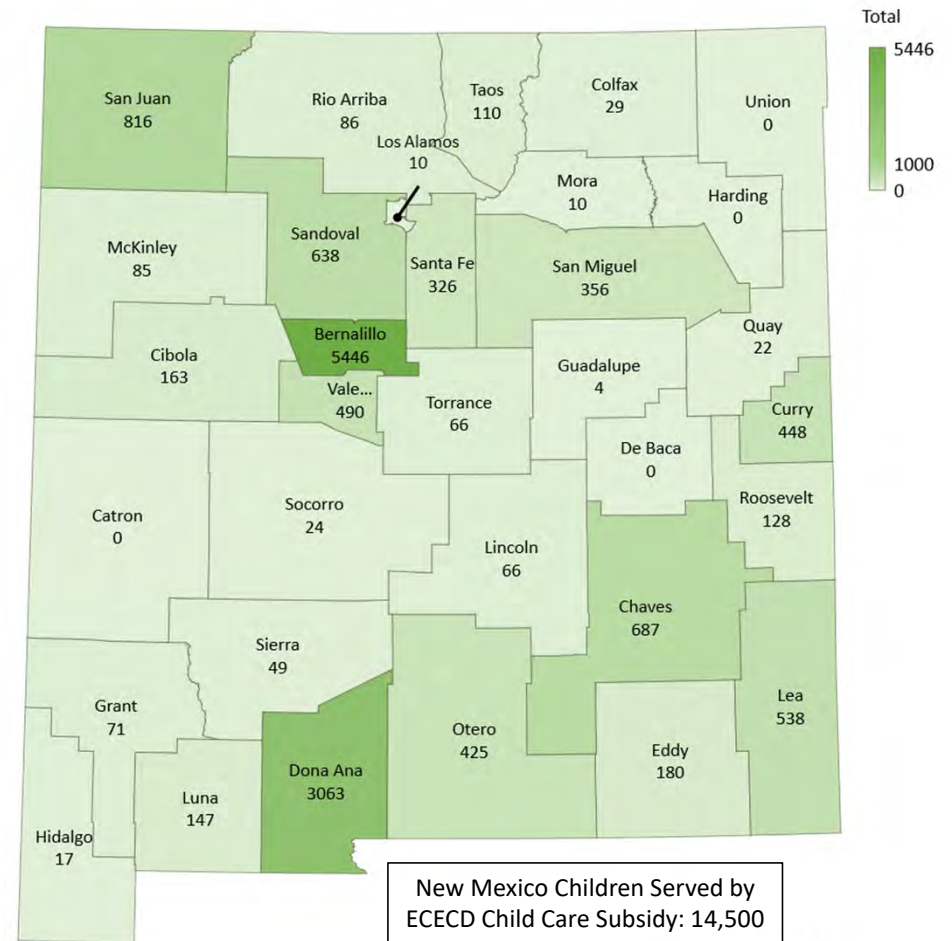 Total
5446
1000
0
San Juan
816
Rio Arriba
86
Taos
110
Colfax
29
Union
0
Los Alamos
10
Mora
10
Harding
0
McKinley
85
Sandoval
638
Santa Fe
326
San Miguel
356
Bernalillo
5446
Quay
22
Cibola
163
Vale...
490
Torrance
66
Guadalupe
4
Curry
448
De Baca
0
Roosevelt
128
Catron
0
Socorro
24
Lincoln
66
Chaves
687
Sierra
49
Grant
71
Otero
425
Lea
538
Dona Ana
3063
Eddy
180
Luna
147
Hidalgo
17
New Mexico Children Served by
ECECD Child Care Subsidy: 14,500